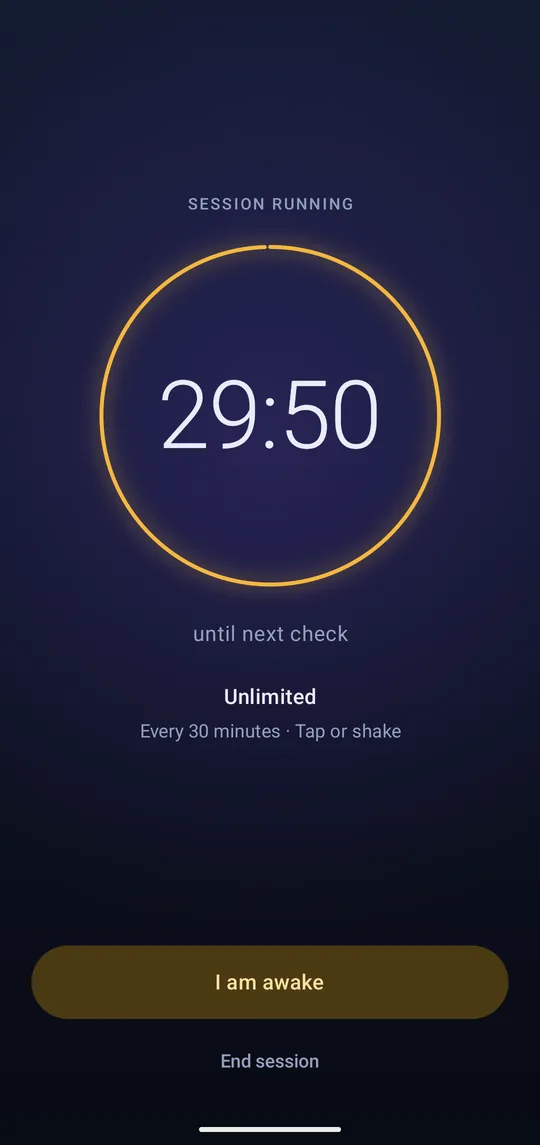 SESSION RUNNING
29:50
until next check
Unlimited
Every 30 minutes · Tap or shake
I am awake
End session